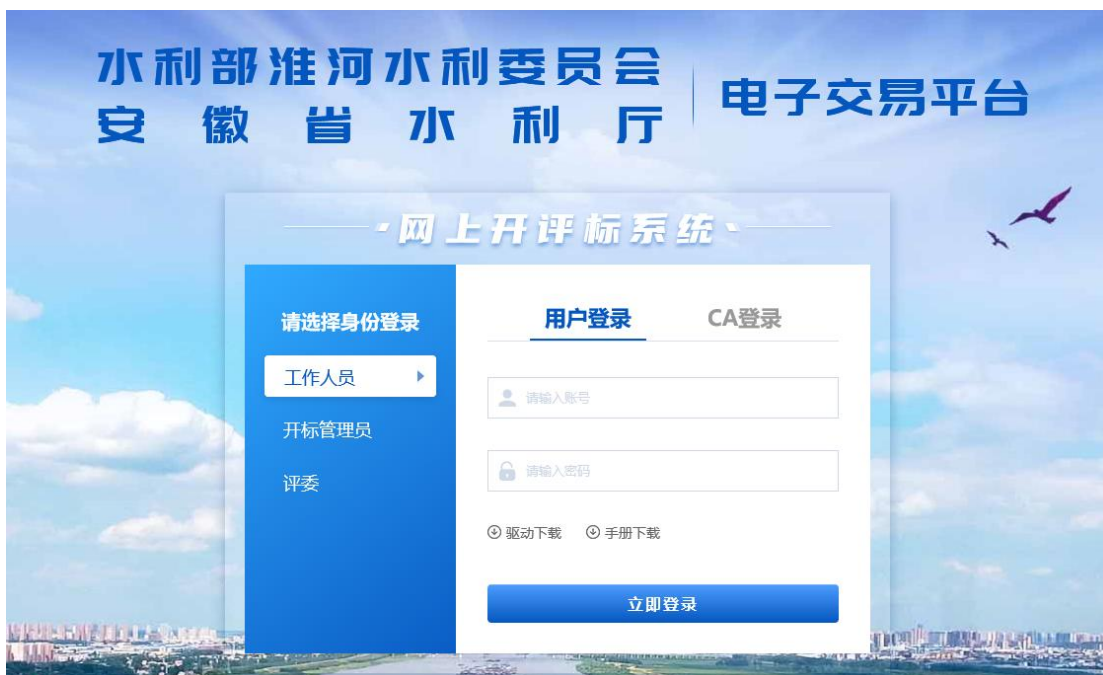 水利部淮河水利委员会
安徽省水利厅
电子交易平台
网上开评标系统
请选择身份登录
工作人员
开标管理员
评委
用户登录 CA登录
请输入账号
请输入密码
驱动下载 手册下载
立即登录